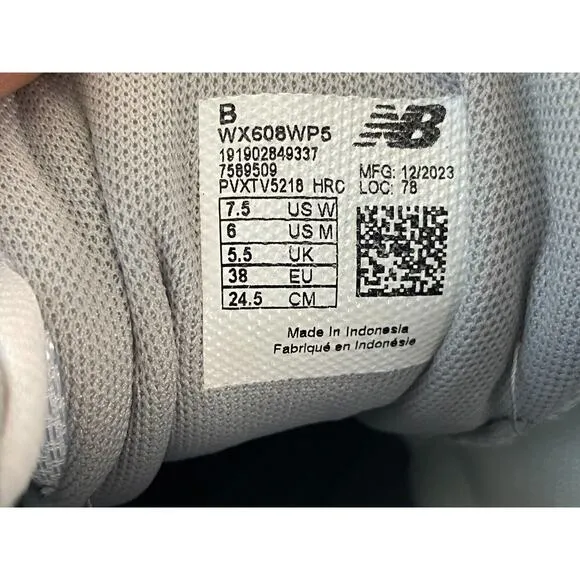 B
WX608WP5
NB
191902849337
7589509
PVXTV5218 HRC
MFG: 12/2023
LOC: 78
7.5 US W
6 US M
5.5 UK
38 EU
24.5 CM
Made in Indonesia
Fabriqué en Indonésie